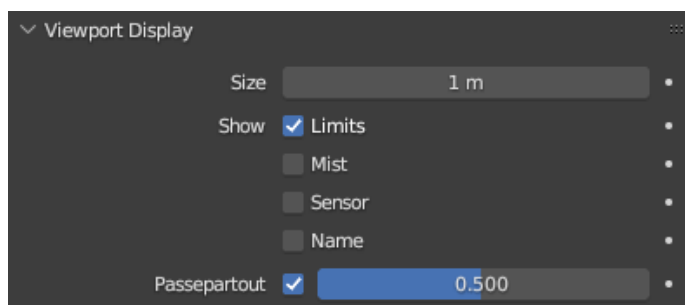 Viewport Display
Size 1 m
Show Limits
Mist
Sensor
Name
Passepartout 0.500